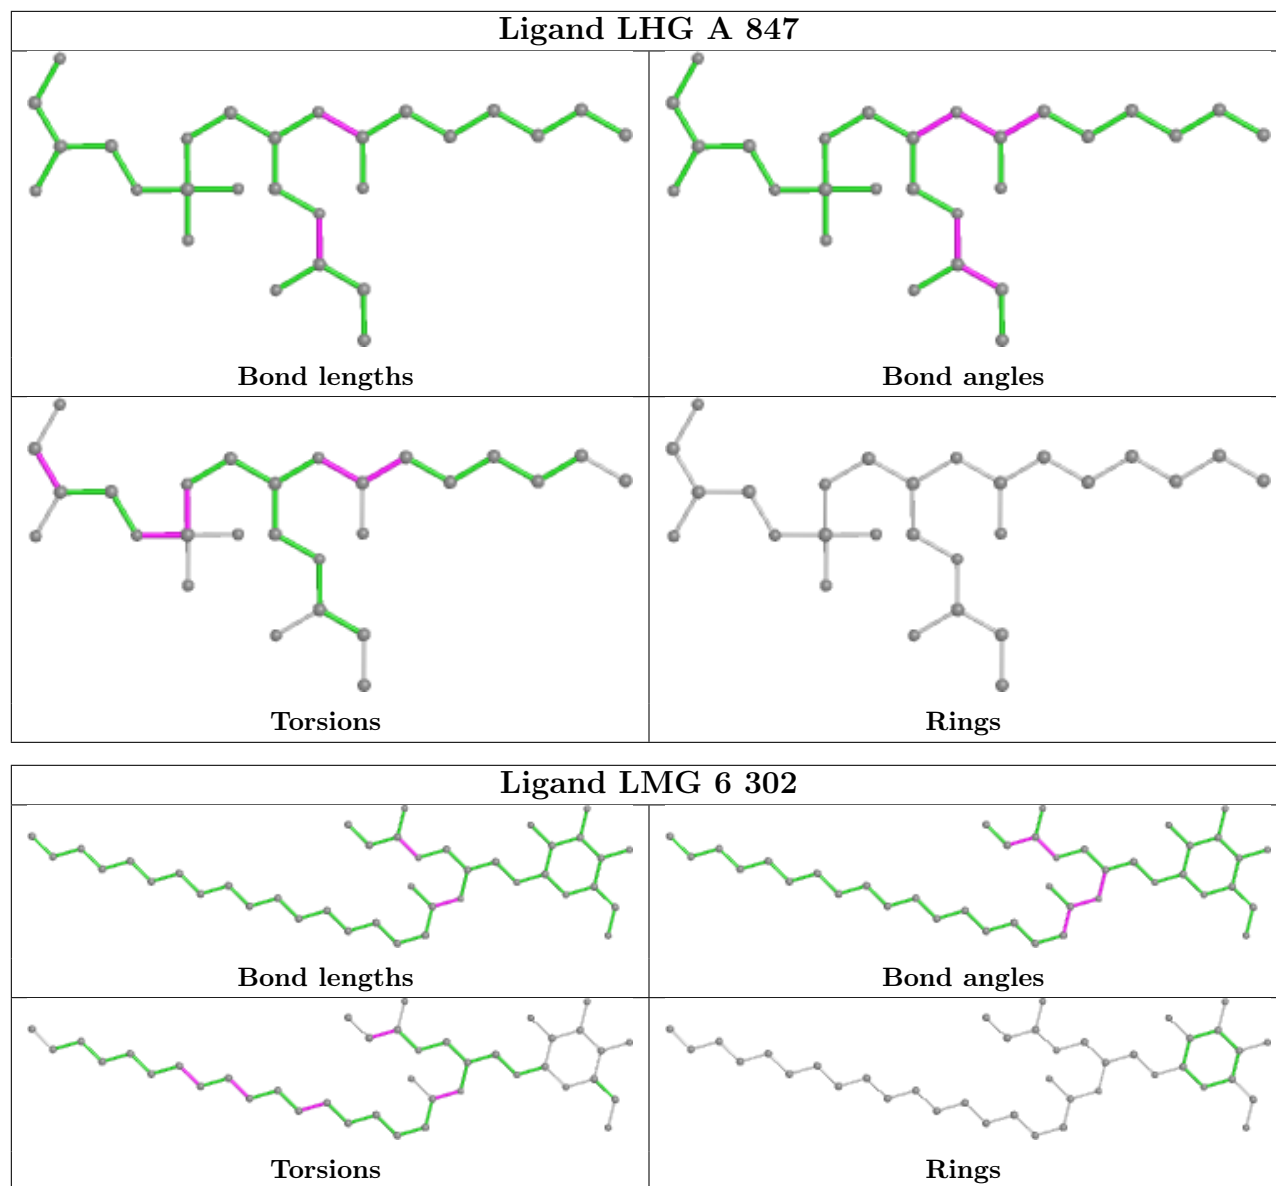 Ligand LHG A 847
Bond lengths
Bond angles
Torsions
Rings
Ligand LMG 6 302
Bond lengths
Bond angles
Torsions
Rings